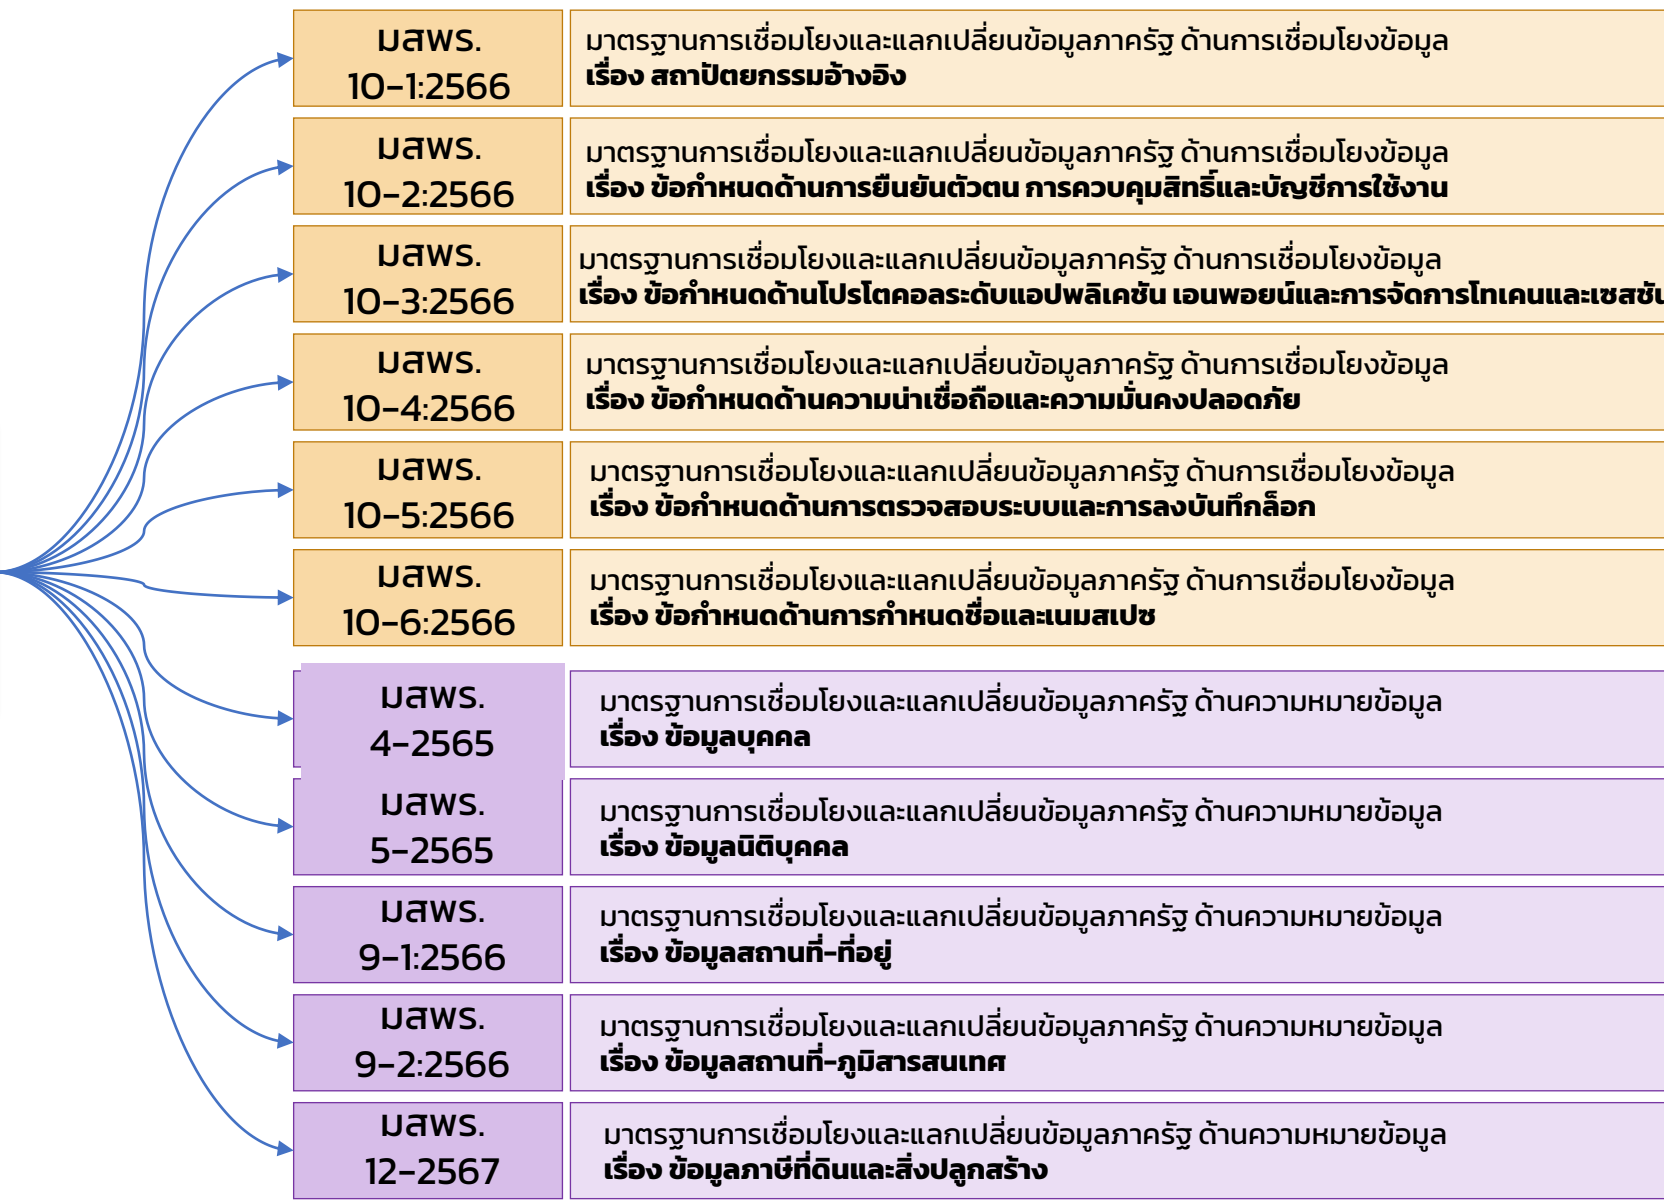 มสพร.
10-1:2566
มาตรฐานการเชื่อมโยงและแลกเปลี่ยนข้อมูลภาครัฐ ด้านการเชื่อมโยงข้อมูล
เรื่อง สถาปัตยกรรมอ้างอิง
มสพร.
10-2:2566
มาตรฐานการเชื่อมโยงและแลกเปลี่ยนข้อมูลภาครัฐ ด้านการเชื่อมโยงข้อมูล
เรื่อง ข้อกำหนดด้านการยืนยันตัวตน การควบคุมสิทธิ์และบัญชีการใช้งาน
มสพร.
10-3:2566
มาตรฐานการเชื่อมโยงและแลกเปลี่ยนข้อมูลภาครัฐ ด้านการเชื่อมโยงข้อมูล
เรื่อง ข้อกำหนดด้านโปรโตคอลระดับแอปพลิเคชัน เอนพอยน์และการจัดการโทเคนและเซสชัน
มสพร.
10-4:2566
มาตรฐานการเชื่อมโยงและแลกเปลี่ยนข้อมูลภาครัฐ ด้านการเชื่อมโยงข้อมูล
เรื่อง ข้อกำหนดด้านความน่าเชื่อถือและความมั่นคงปลอดภัย
มสพร.
10-5:2566
มาตรฐานการเชื่อมโยงและแลกเปลี่ยนข้อมูลภาครัฐ ด้านการเชื่อมโยงข้อมูล
เรื่อง ข้อกำหนดด้านการตรวจสอบระบบและการลงบันทึกล็อก
มสพร.
10-6:2566
มาตรฐานการเชื่อมโยงและแลกเปลี่ยนข้อมูลภาครัฐ ด้านการเชื่อมโยงข้อมูล
เรื่อง ข้อกำหนดด้านการกำหนดชื่อและเนมสเปซ
มสพร.
4-2565
มาตรฐานการเชื่อมโยงและแลกเปลี่ยนข้อมูลภาครัฐ ด้านความหมายข้อมูล
เรื่อง ข้อมูลบุคคล
มสพร.
5-2565
มาตรฐานการเชื่อมโยงและแลกเปลี่ยนข้อมูลภาครัฐ ด้านความหมายข้อมูล
เรื่อง ข้อมูลนิติบุคคล
มสพร.
9-1:2566
มาตรฐานการเชื่อมโยงและแลกเปลี่ยนข้อมูลภาครัฐ ด้านความหมายข้อมูล
เรื่อง ข้อมูลสถานที่-ที่อยู่
มสพร.
9-2:2566
มาตรฐานการเชื่อมโยงและแลกเปลี่ยนข้อมูลภาครัฐ ด้านความหมายข้อมูล
เรื่อง ข้อมูลสถานที่-ภูมิสารสนเทศ
มสพร.
12-2567
มาตรฐานการเชื่อมโยงและแลกเปลี่ยนข้อมูลภาครัฐ ด้านความหมายข้อมูล
เรื่อง ข้อมูลภาษีที่ดินและสิ่งปลูกสร้าง